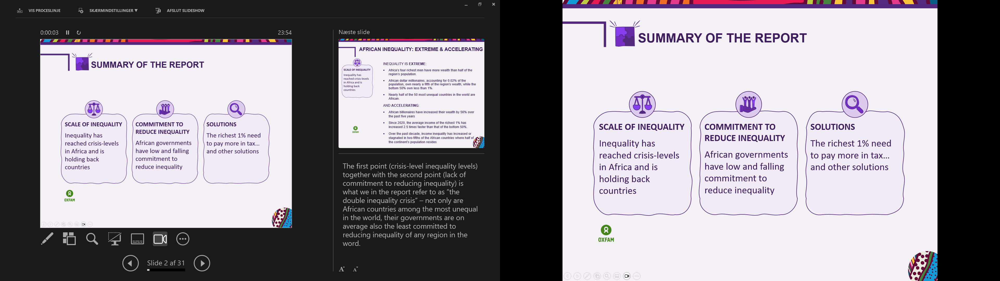 VIS PROCESLINJE
SKÆRMINDSTILLINGER ▼
AFSLUT SLIDESHOW
0:00:03
23:54
SUMMARY OF THE REPORT
SCALE OF INEQUALITY
Inequality has
reached crisis-levels
in Africa and is
holding back
countries
COMMITMENT TO
REDUCE INEQUALITY
African governments
have low and falling
commitment to
reduce inequality
SOLUTIONS
The richest 1% need
to pay more in tax...
and other solutions
OXFAM
Slide 2 af 31
Næste slide
AFRICAN INEQUALITY: EXTREME & ACCELERATING
SCALE OF INEQUALITY
Inequality has
reached crisis-levels
in Africa and is
holding back
countries
OXFAM
INEQUALITY IS EXTREME:
• Africa's four richest men have more wealth than half of the
region's population.
• African dollar millionaires, accounting for 0.02% of the
population, own nearly a fifth of the region's wealth, while the
bottom 50% own less than 1%.
• Nearly half of the 50 most unequal countries in the world are
African.
AND ACCELERATING:
• African billionaires have increased their wealth by 56% over
the past five years
• Since 2020, the average income of the richest 1% has
increased 2.5 times faster than that of the bottom 50%.
• Over the past decade, income inequality has increased or
stagnated in two-fifths of the African countries where half of
the continent's population resides
The first point (crisis-level inequality levels)
together with the second point (lack of
commitment to reducing inequality) is
what we in the report refer to as "the
double inequality crisis" – not only are
African countries among the most unequal
in the world, their governments are on
average also the least committed to
reducing inequality of any region in the
word.
A A
SUMMARY OF THE REPORT
SCALE OF INEQUALITY
Inequality has
reached crisis-levels
in Africa and is
holding back
countries
COMMITMENT TO
REDUCE INEQUALITY
African governments
have low and falling
commitment to
reduce inequality
SOLUTIONS
The richest 1% need
to pay more in tax...
and other solutions
OXFAM